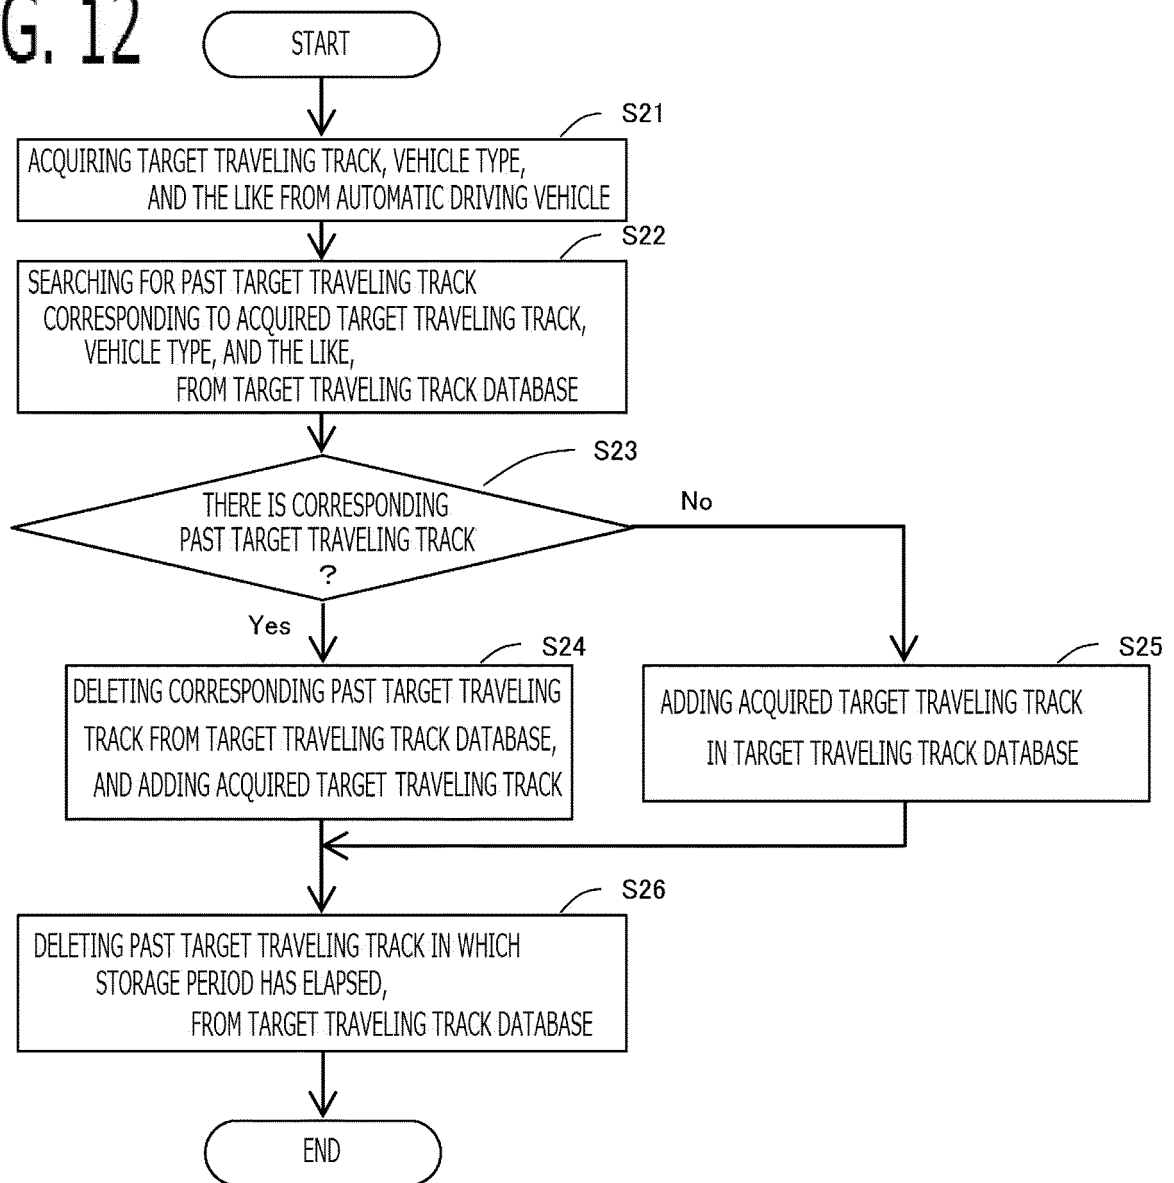 G. 12
START
S21
ACQUIRING TARGET TRAVELING TRACK, VEHICLE TYPE,
AND THE LIKE FROM AUTOMATIC DRIVING VEHICLE
S22
SEARCHING FOR PAST TARGET TRAVELING TRACK
CORRESPONDING TO ACQUIRED TARGET TRAVELING TRACK,
VEHICLE TYPE, AND THE LIKE,
FROM TARGET TRAVELING TRACK DATABASE
S23
THERE IS CORRESPONDING
PAST TARGET TRAVELING TRACK
?
No
Yes
S24
DELETING CORRESPONDING PAST TARGET TRAVELING
TRACK FROM TARGET TRAVELING TRACK DATABASE,
AND ADDING ACQUIRED TARGET TRAVELING TRACK
S25
ADDING ACQUIRED TARGET TRAVELING TRACK
IN TARGET TRAVELING TRACK DATABASE
S26
DELETING PAST TARGET TRAVELING TRACK IN WHICH
STORAGE PERIOD HAS ELAPSED,
FROM TARGET TRAVELING TRACK DATABASE
END